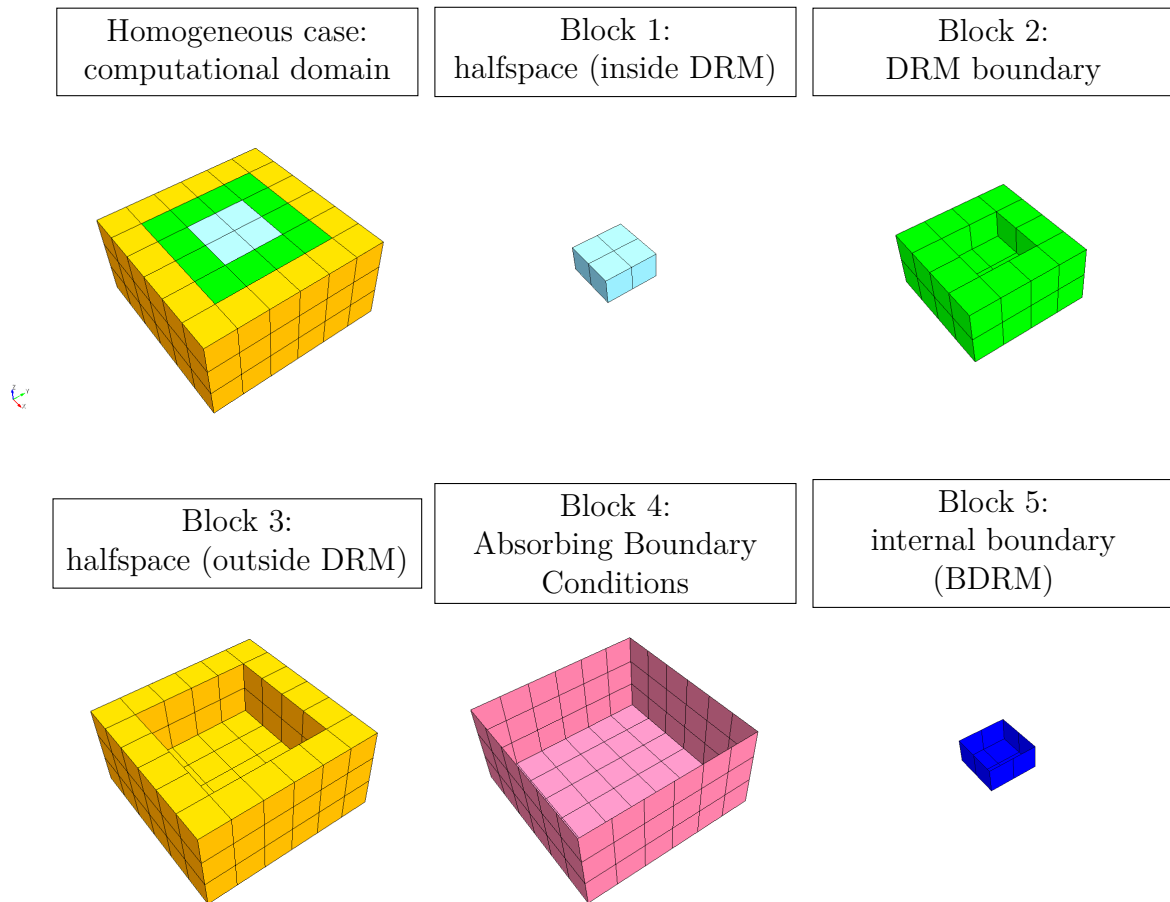 Homogeneous case:
computational domain
Block 1:
halfspace (inside DRM)
Block 2:
DRM boundary
Z
Y
X
Block 3:
halfspace (outside DRM)
Block 4:
Absorbing Boundary
Conditions
Block 5:
internal boundary
(BDRM)